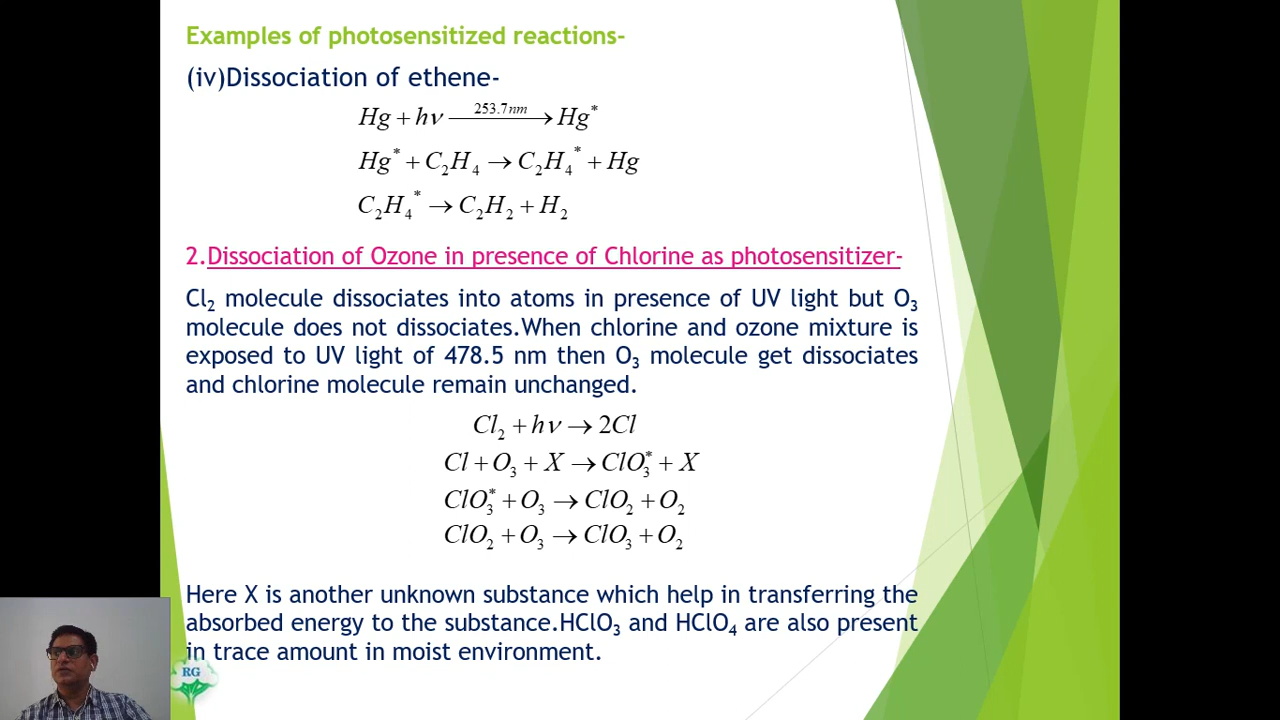 Examples of photosensitized reactions-
(iv)Dissociation of ethene-
Hg + hν —253.7nm→ Hg*
Hg* + C₂H₄ → C₂H₄* + Hg
C₂H₄* → C₂H₂ + H₂
2.Dissociation of Ozone in presence of Chlorine as photosensitizer-
Cl₂ molecule dissociates into atoms in presence of UV light but O₃
molecule does not dissociates.When chlorine and ozone mixture is
exposed to UV light of 478.5 nm then O₃ molecule get dissociates
and chlorine molecule remain unchanged.
Cl₂ + hν → 2Cl
Cl + O₃ + X → ClO₃* + X
ClO₃* + O₃ → ClO₂ + O₂
ClO₂ + O₃ → ClO₃ + O₂
Here X is another unknown substance which help in transferring the
absorbed energy to the substance.HClO₃ and HClO₄ are also present
in trace amount in moist environment.
RG